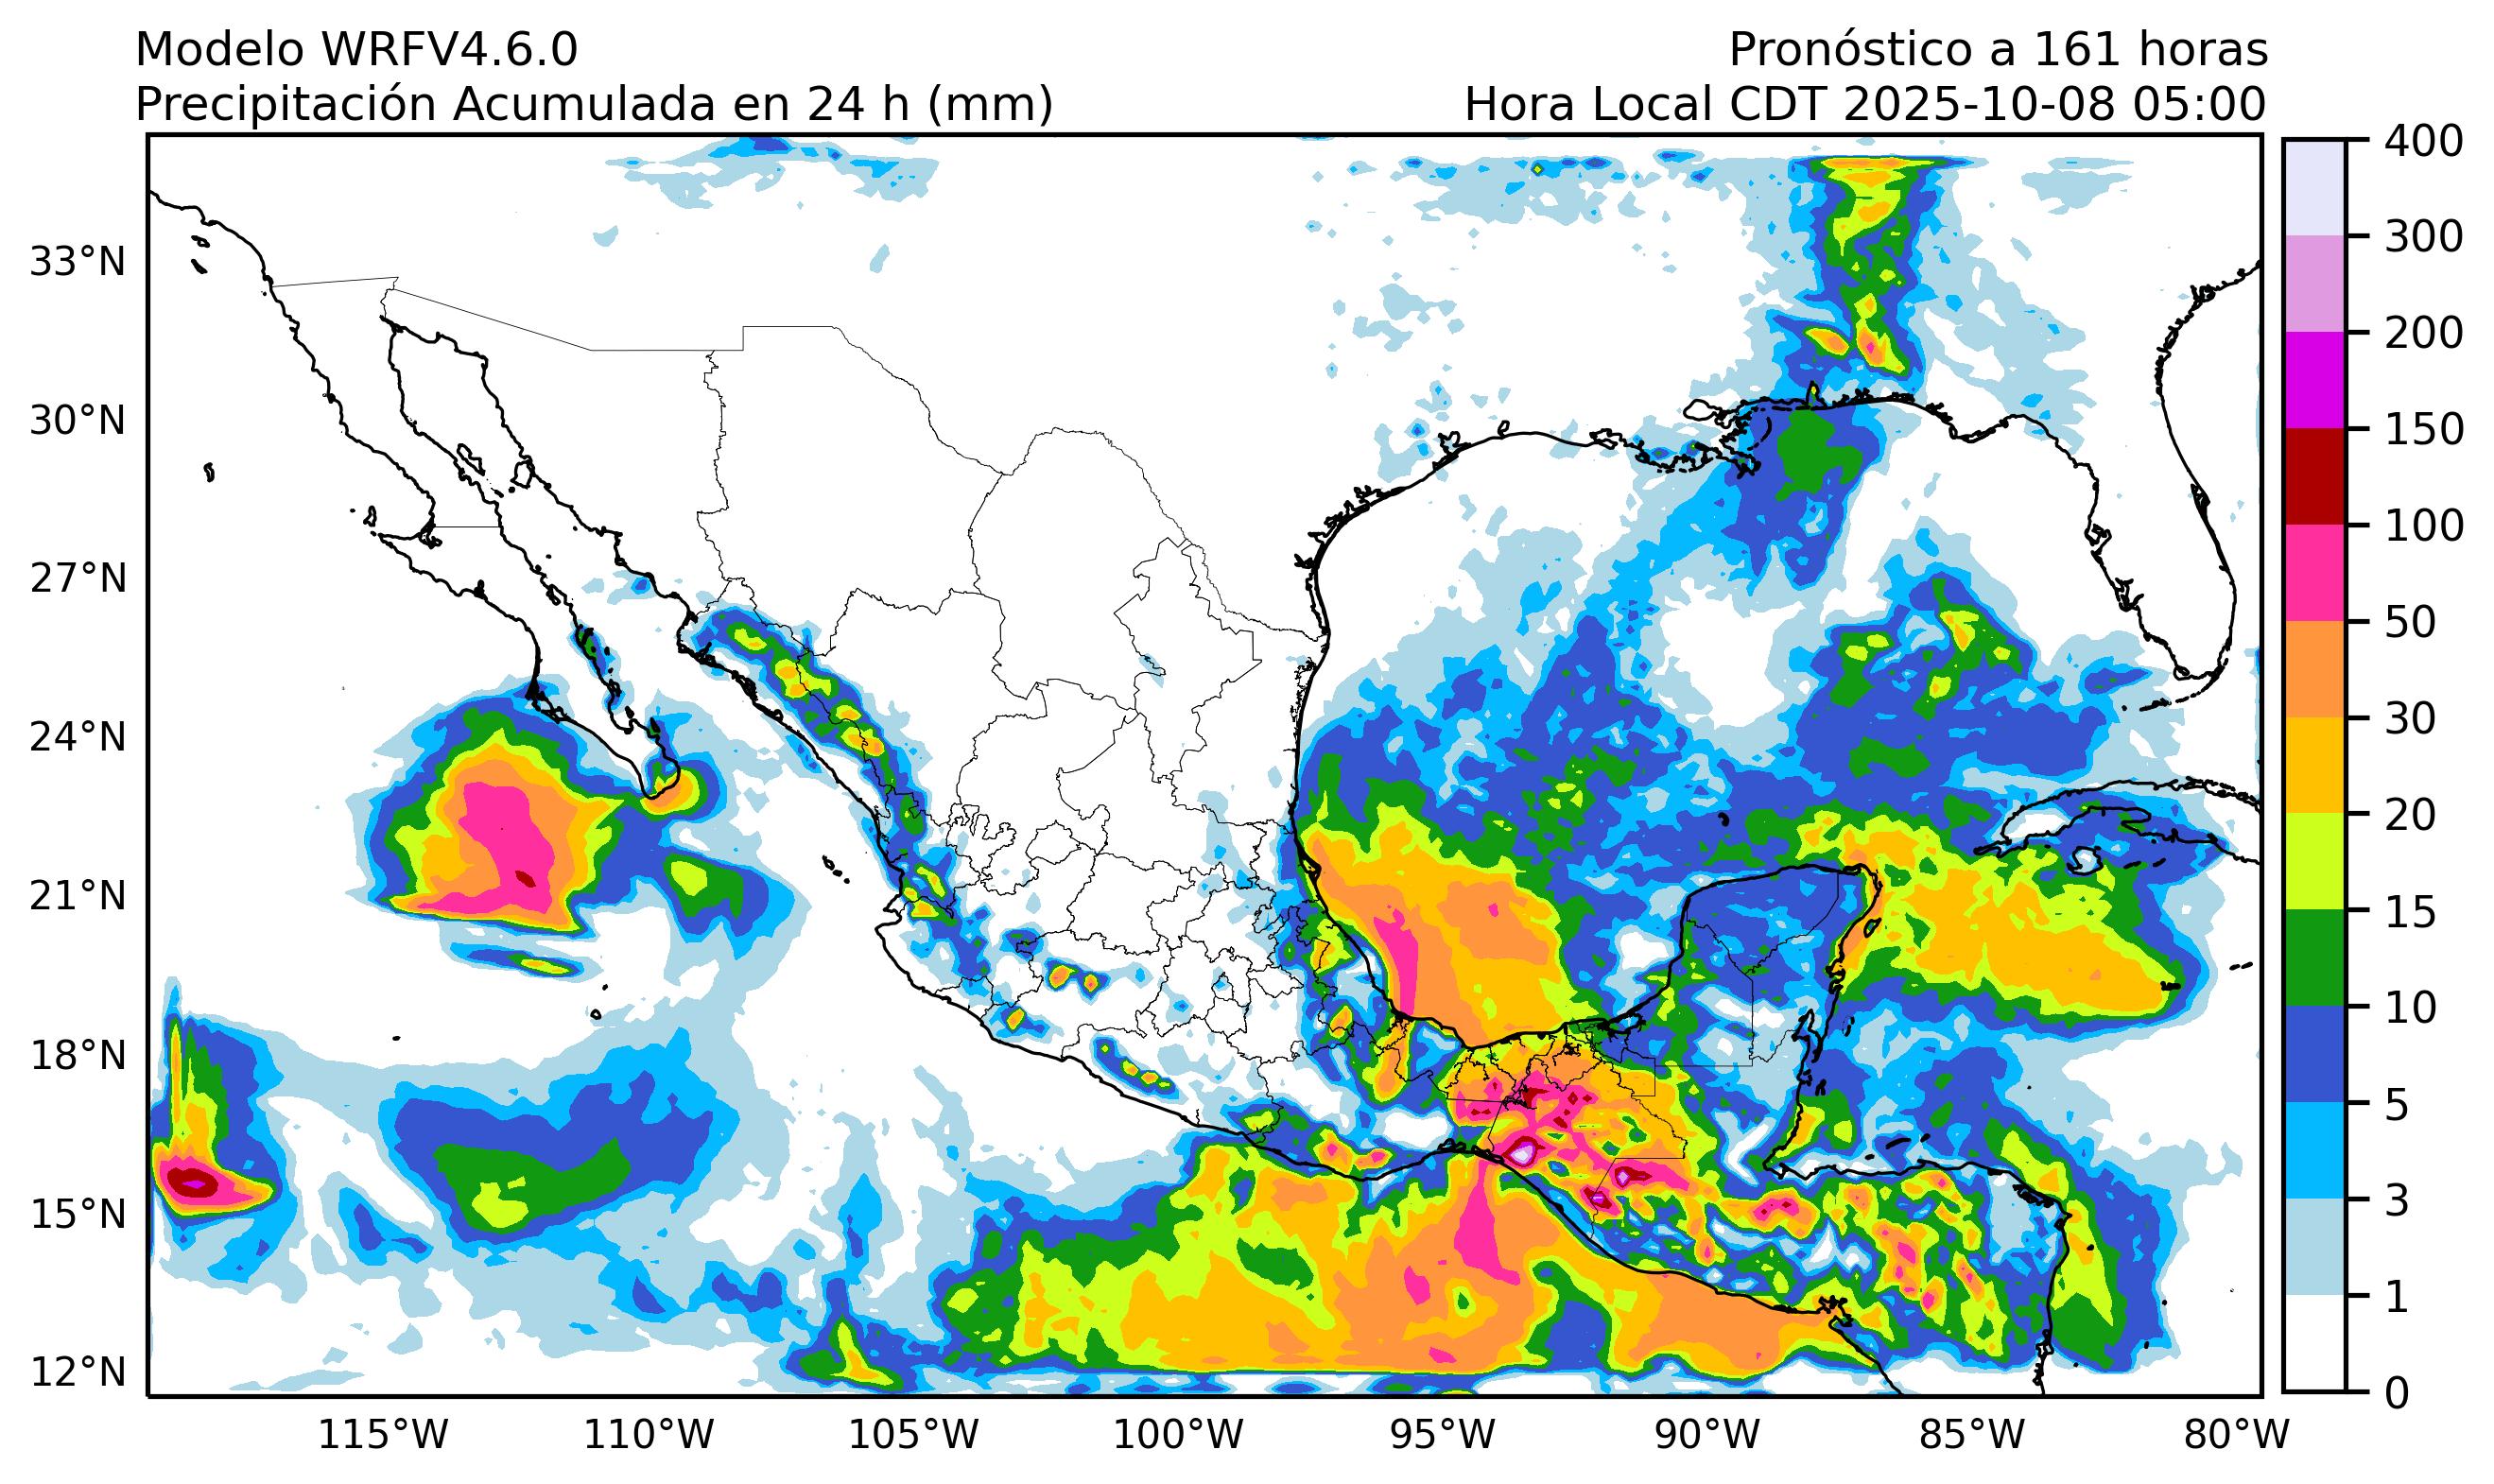 Modelo WRFV4.6.0
Pronóstico a 161 horas
Precipitación Acumulada en 24 h (mm)
Hora Local CDT 2025-10-08 05:00
33°N
30°N
27°N
24°N
21°N
18°N
15°N
12°N
115°W
110°W
105°W
100°W
95°W
90°W
85°W
80°W
400
300
200
150
100
50
30
20
15
10
5
3
1
0